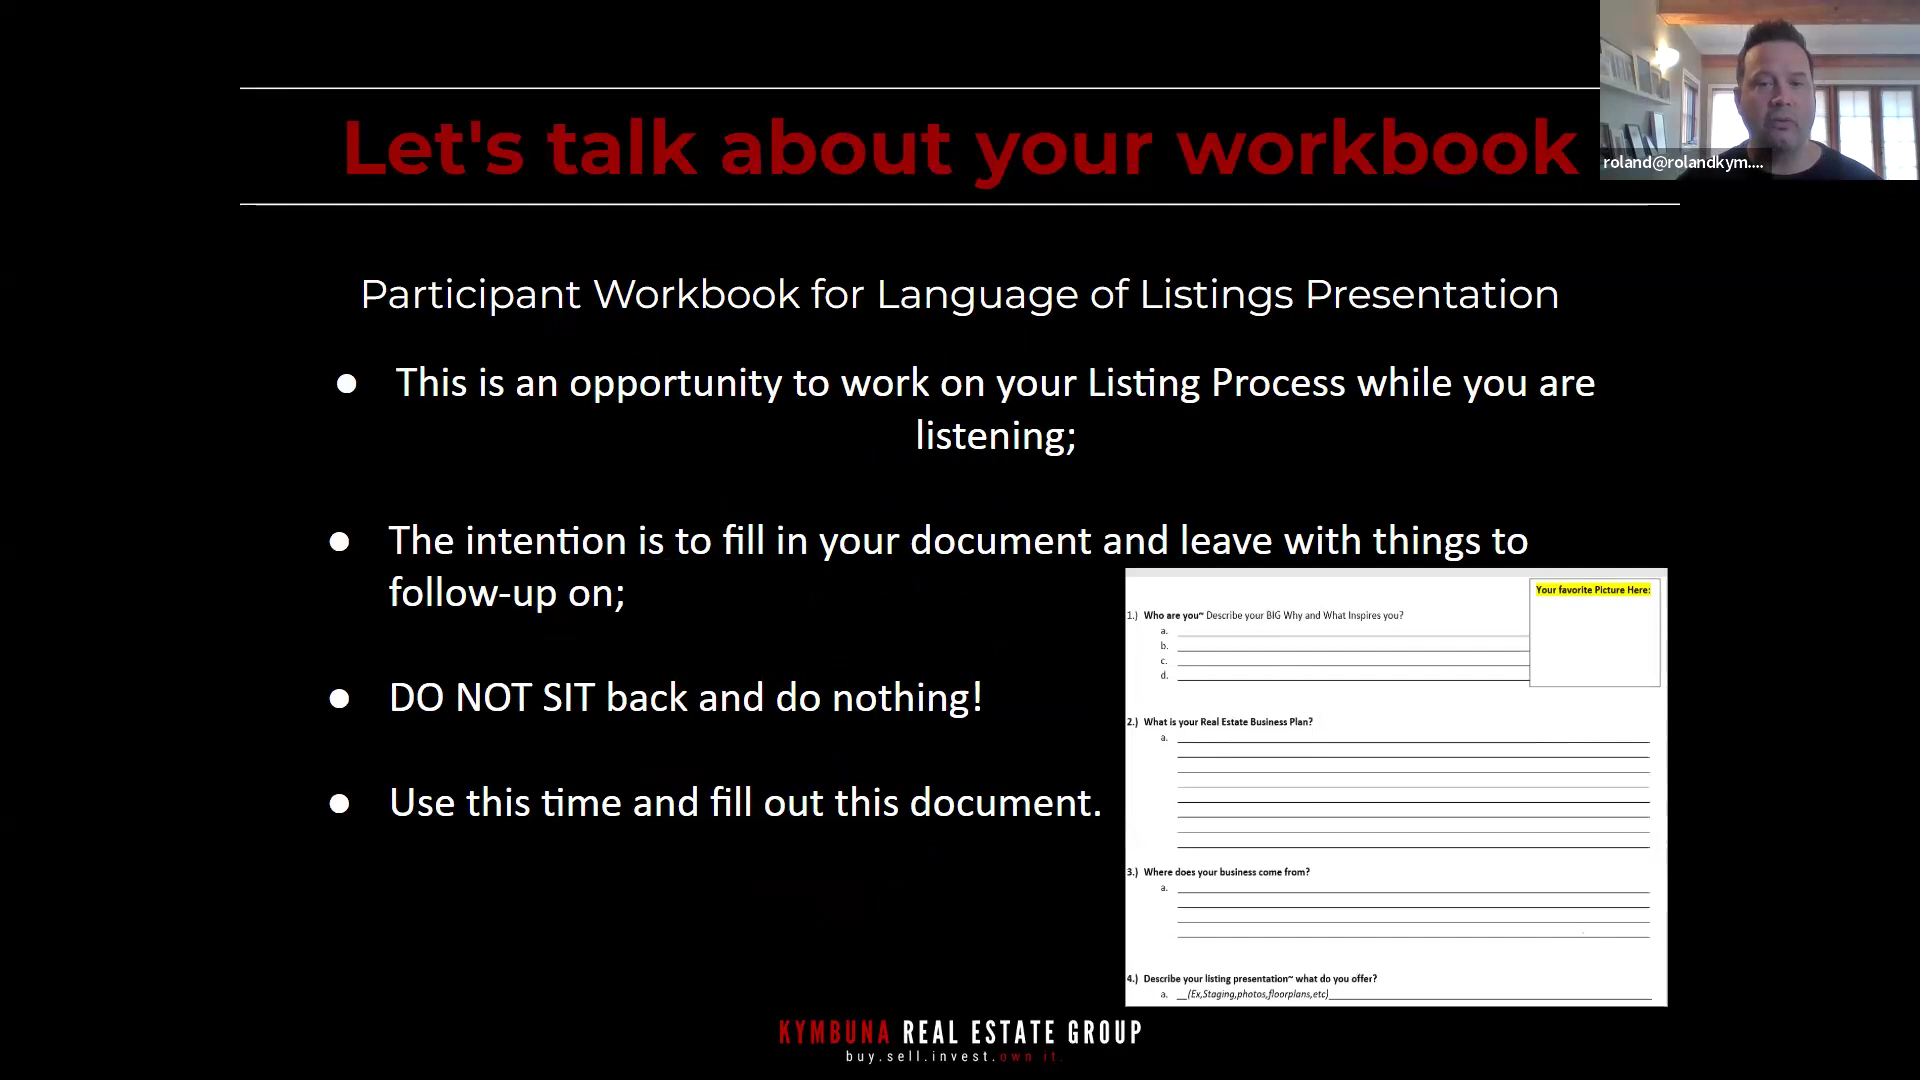 Let's talk about your workbook
roland@rolandkym....
Participant Workbook for Language of Listings Presentation
● This is an opportunity to work on your Listing Process while you are
listening;
● The intention is to fill in your document and leave with things to
follow-up on;
● DO NOT SIT back and do nothing!
● Use this time and fill out this document.
Your favorite Picture Here:
1.) Who are you~ Describe your BIG Why and What Inspires you?
a.
b.
c.
d.
2.) What is your Real Estate Business Plan?
a.
3.) Where does your business come from?
a.
4.) Describe your listing presentation~ what do you offer?
a. __(Ex,Staging,photos,floorplans,etc)
KYMBUNA REAL ESTATE GROUP
buy.sell.invest.own it.